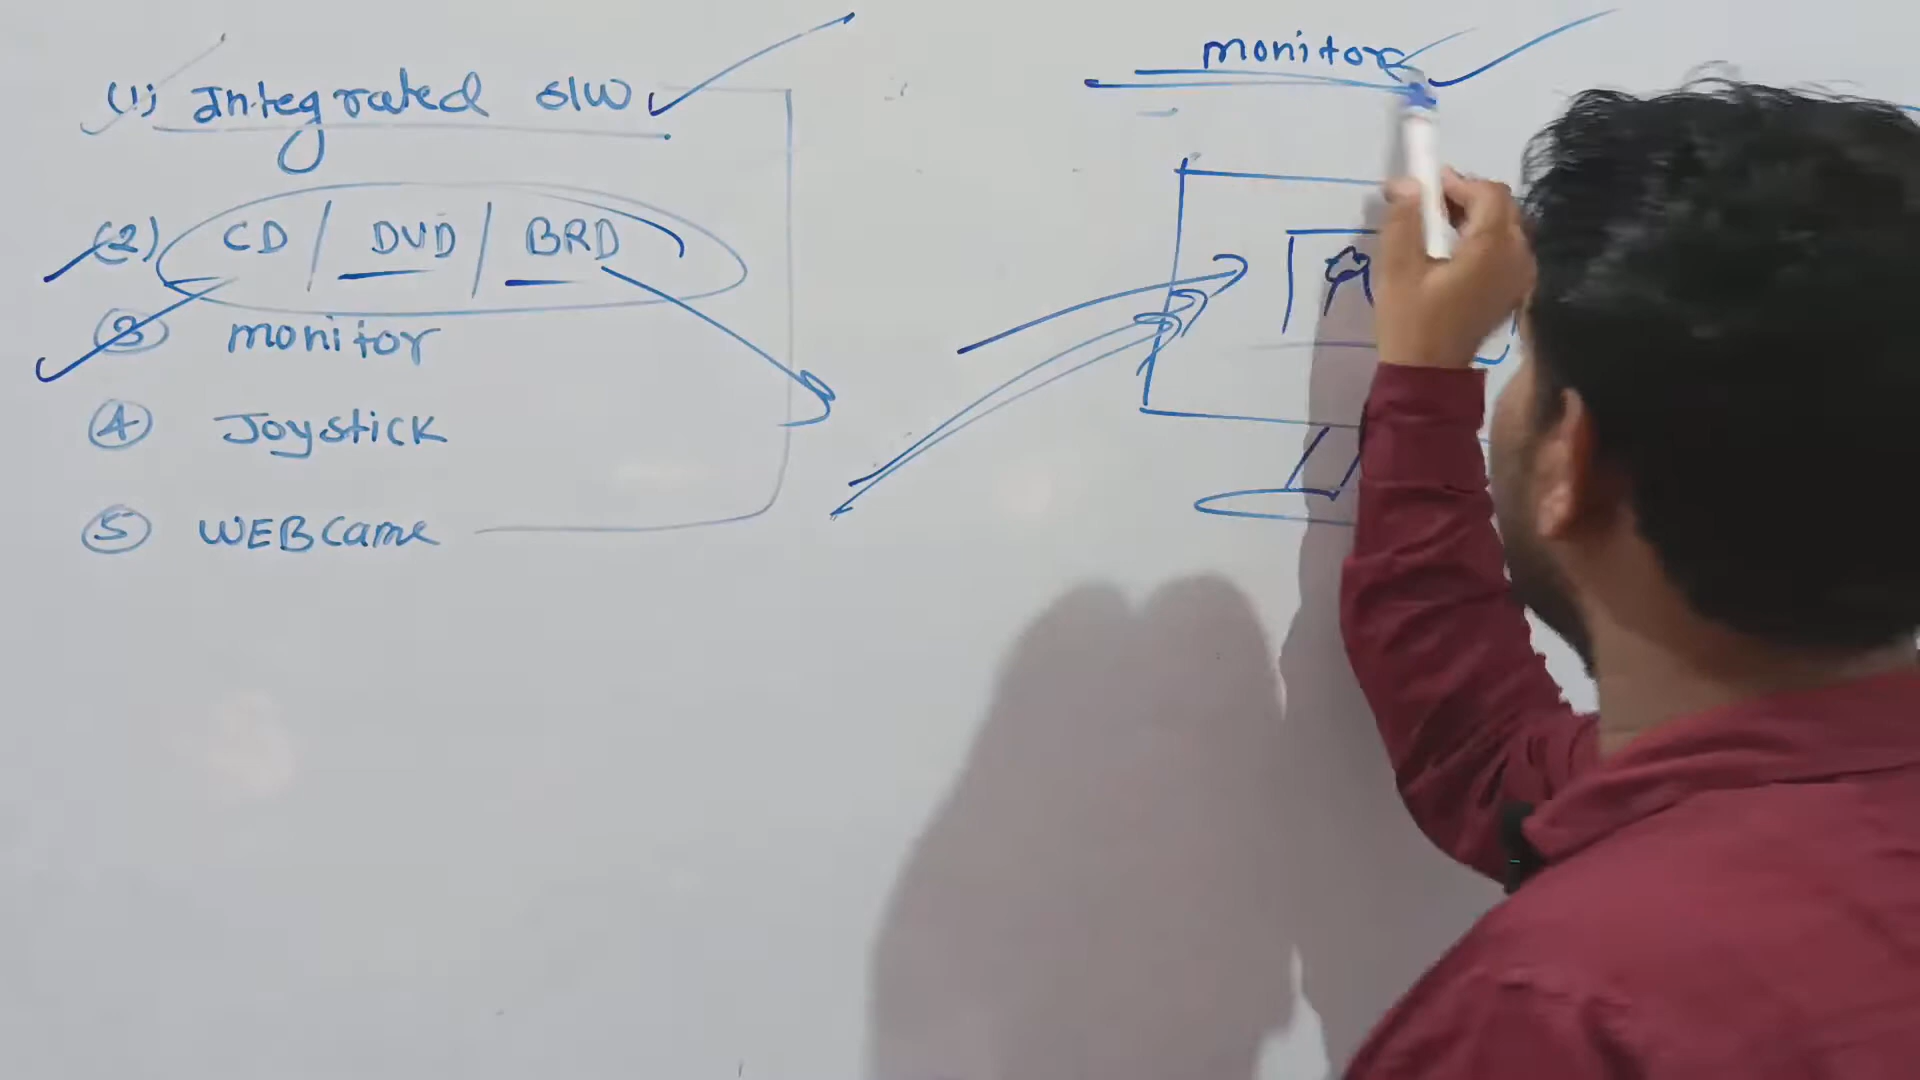 (1) Integrated S/W
(2) CD / DVD / BRD
(3) monitor
(4) Joystick
(5) WEBCame
monitor